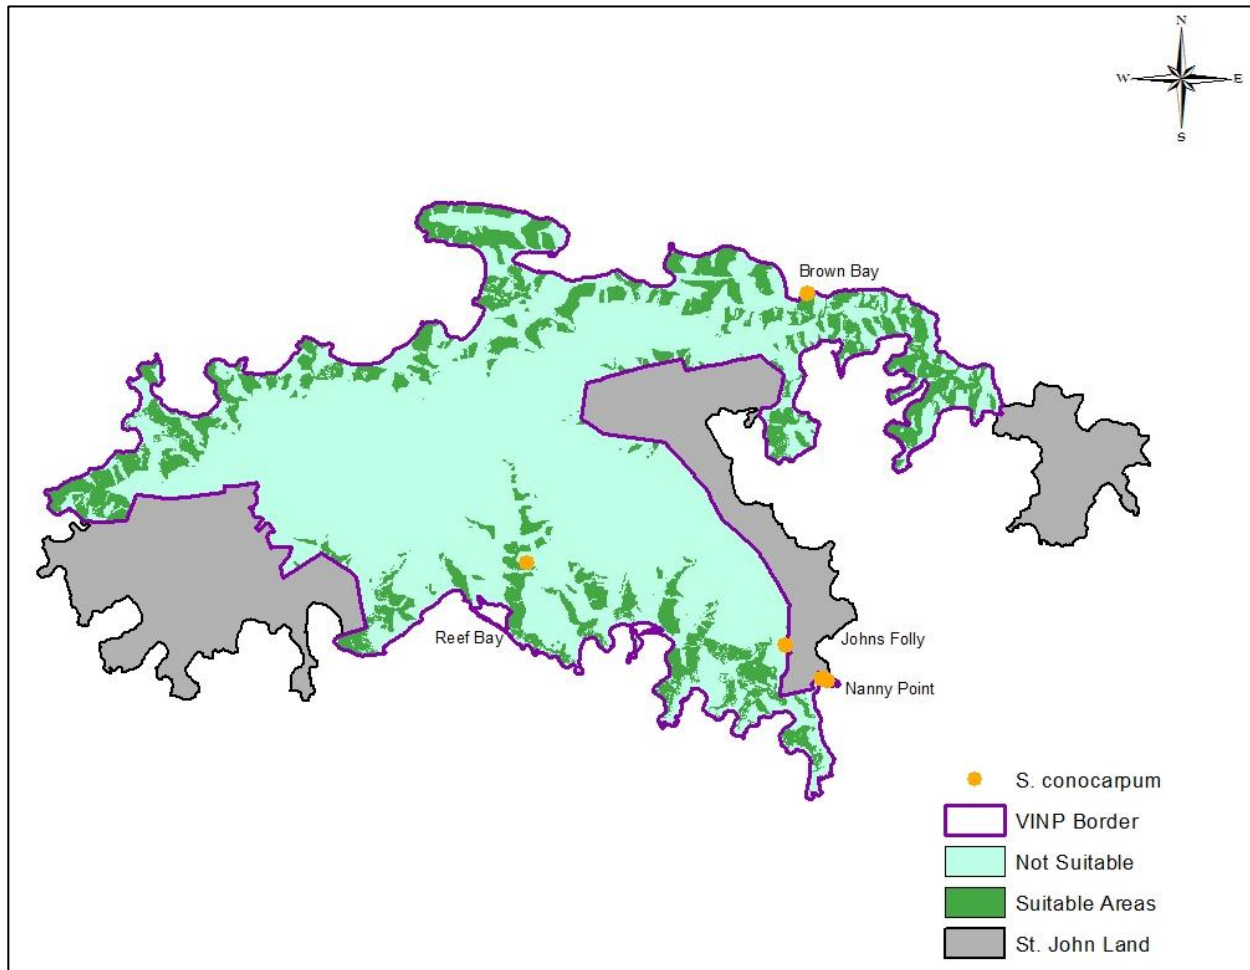 N
W E
S
Brown Bay
Reef Bay
Johns Folly
Nanny Point
S. conocarpum
VINP Border
Not Suitable
Suitable Areas
St. John Land